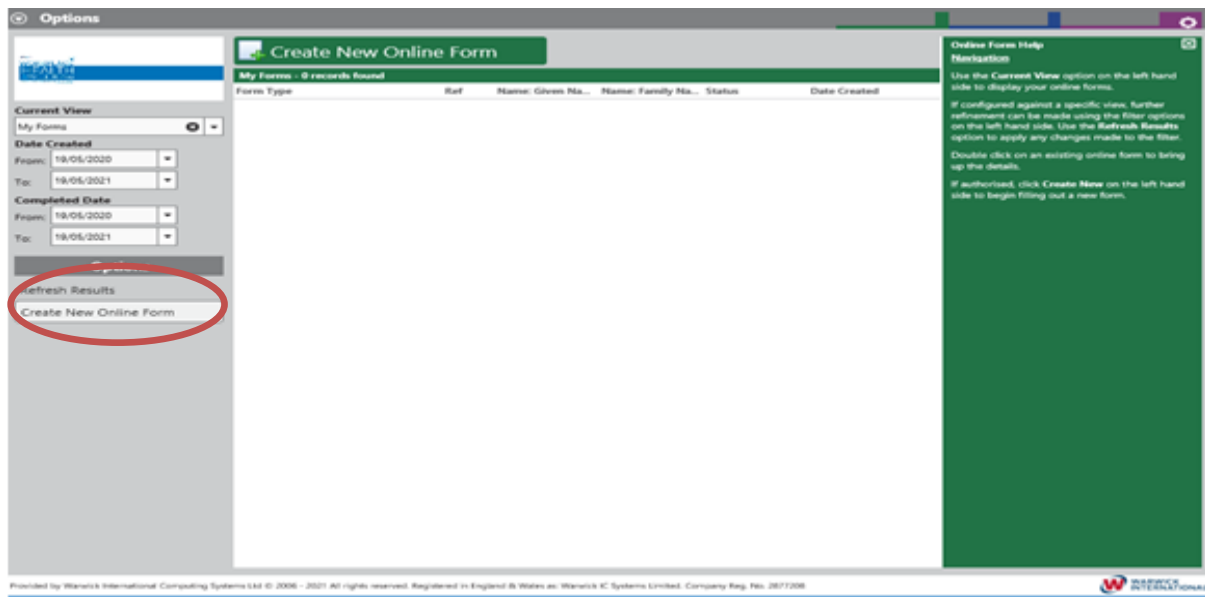 Options
HEALTH
Current View
My Forms
Date Created
From: 19/05/2020
To: 19/05/2021
Completed Date
From: 19/05/2020
To: 19/05/2021
Options
Refresh Results
Create New Online Form
Create New Online Form
My Forms - 0 records found
Form Type Ref Name: Given Na... Name: Family Na... Status Date Created
Online Form Help
Navigation
Use the Current View option on the left hand
side to display your online forms.
If configured against a specific view, further
refinement can be made using the filter options
on the left hand side. Use the Refresh Results
option to apply any changes made to the filter.
Double click on an existing online form to bring
up the details.
If authorised, click Create New on the left hand
side to begin filling out a new form.
Provided by Warwick International Computing Systems Ltd © 2006 - 2021 All rights reserved. Registered in England & Wales as: Warwick IC Systems Limited. Company Reg. No. 2877208
WARWICK
INTERNATIONAL